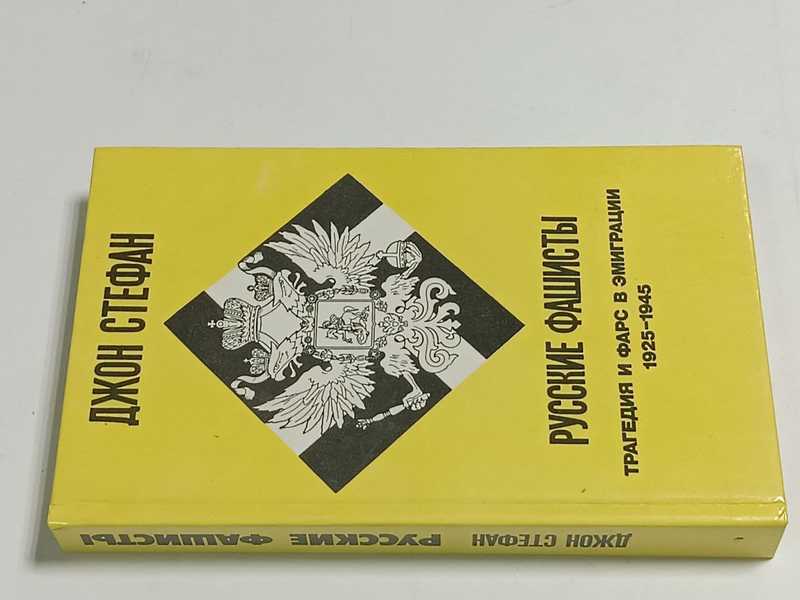 ДЖОН СТЕФАН
РУССКИЕ ФАШИСТЫ
ТРАГЕДИЯ И ФАРС В ЭМИГРАЦИИ
1925-1945
ДЖОН СТЕФАН РУССКИЕ ФАШИСТЫ